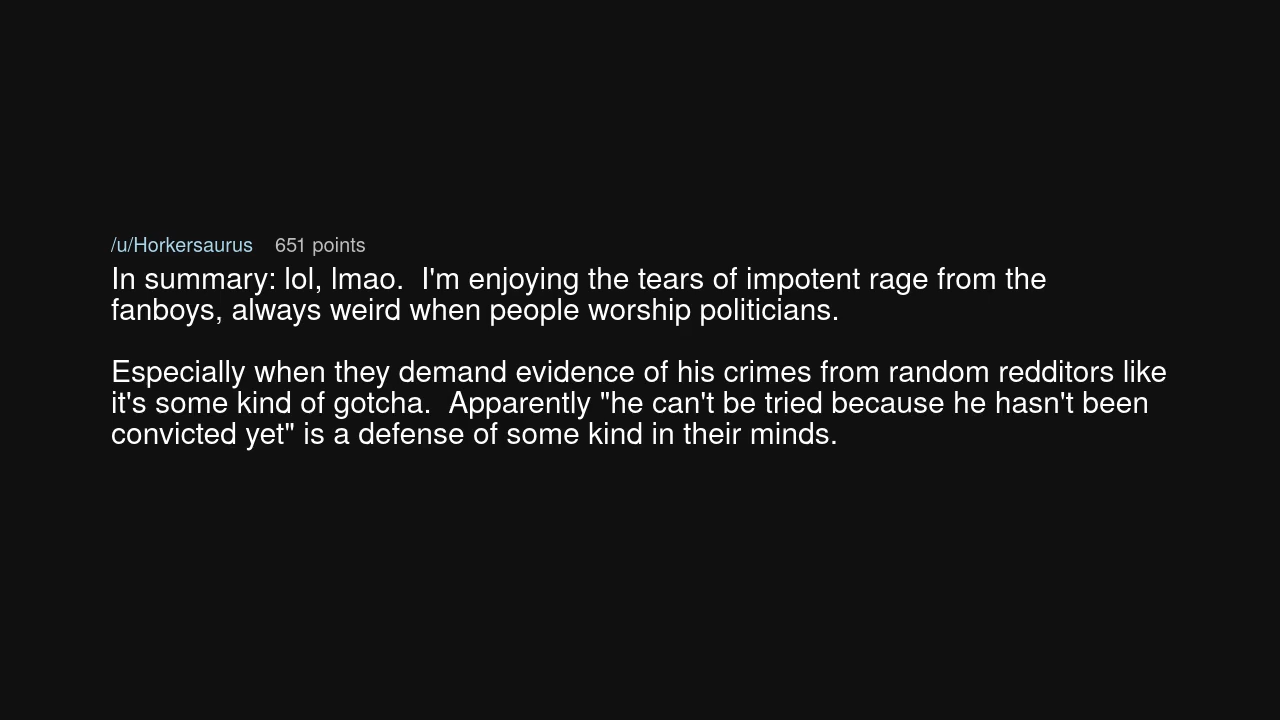 /u/Horkersaurus 651 points
In summary: lol, lmao.  I'm enjoying the tears of impotent rage from the
fanboys, always weird when people worship politicians.
Especially when they demand evidence of his crimes from random redditors like
it's some kind of gotcha.  Apparently "he can't be tried because he hasn't been
convicted yet" is a defense of some kind in their minds.